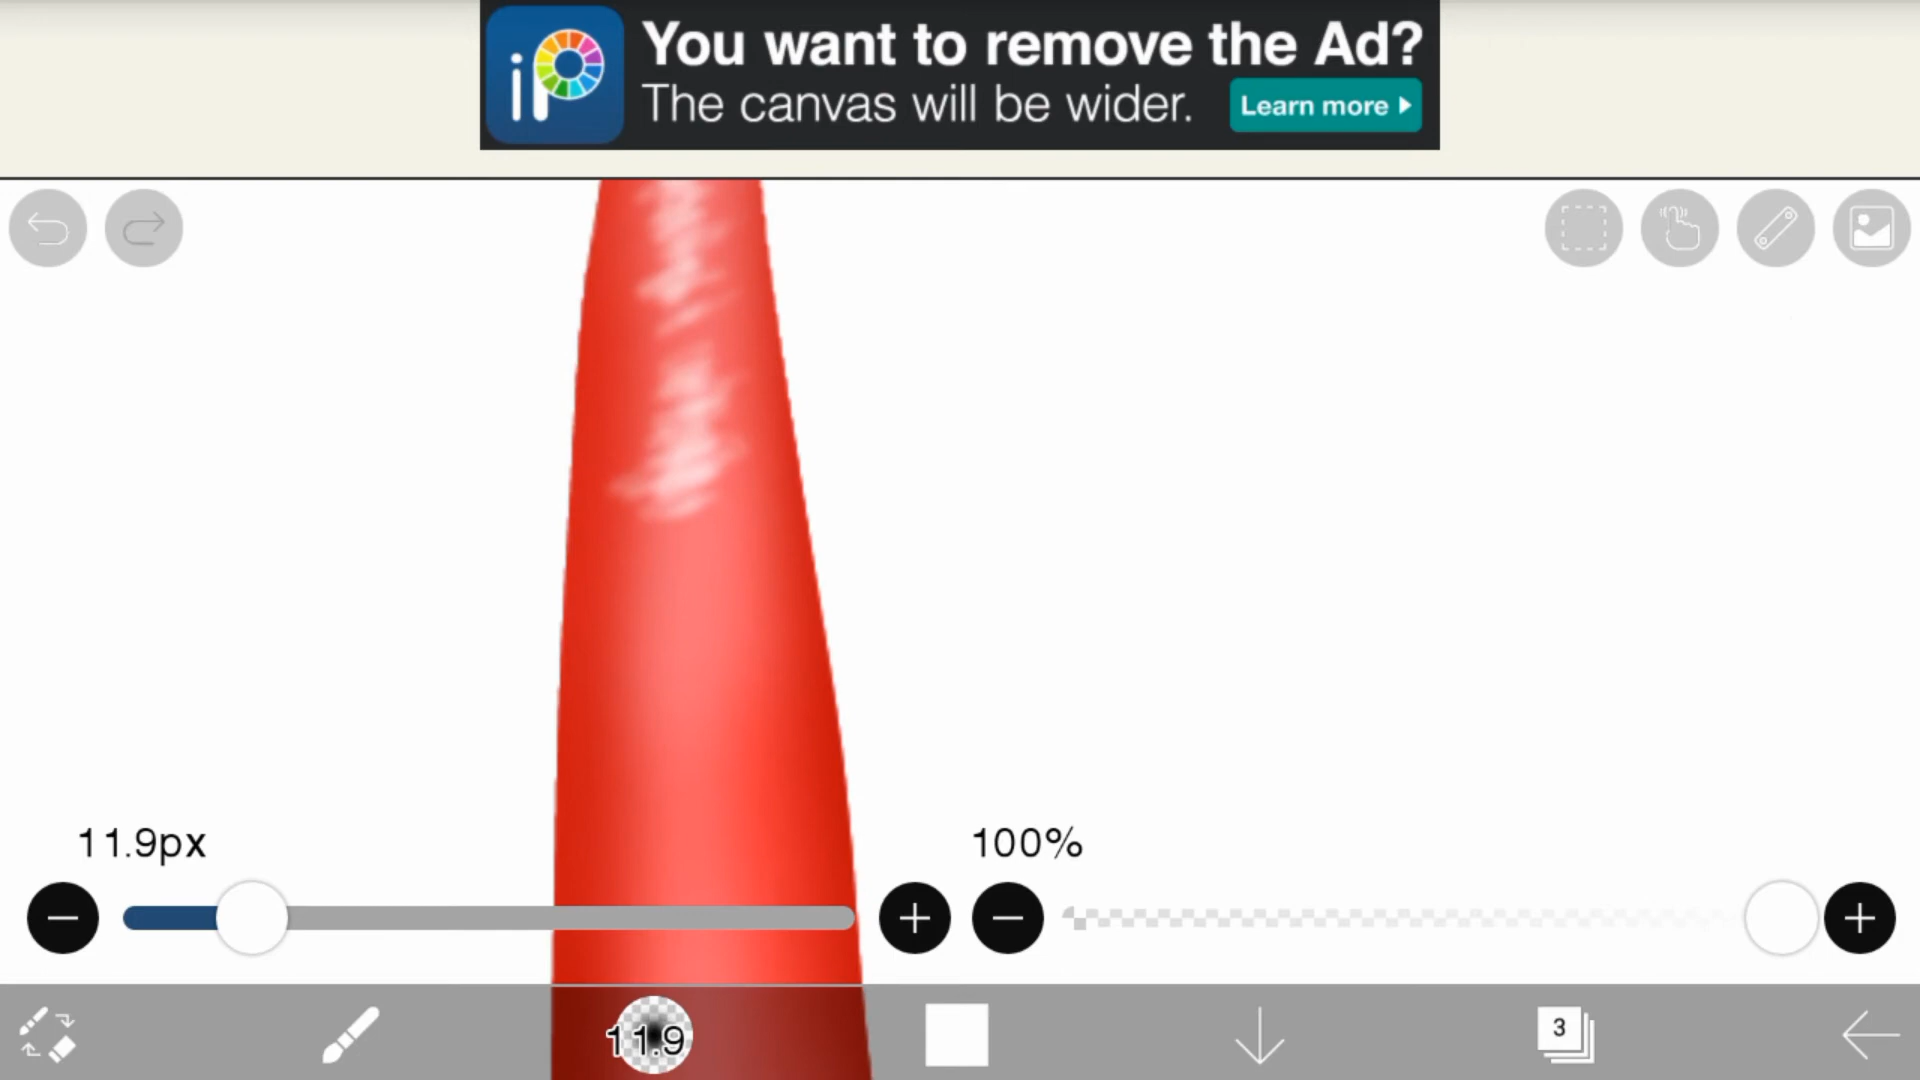 iP
You want to remove the Ad?
The canvas will be wider.
Learn more
11.9px
100%
11.9
3